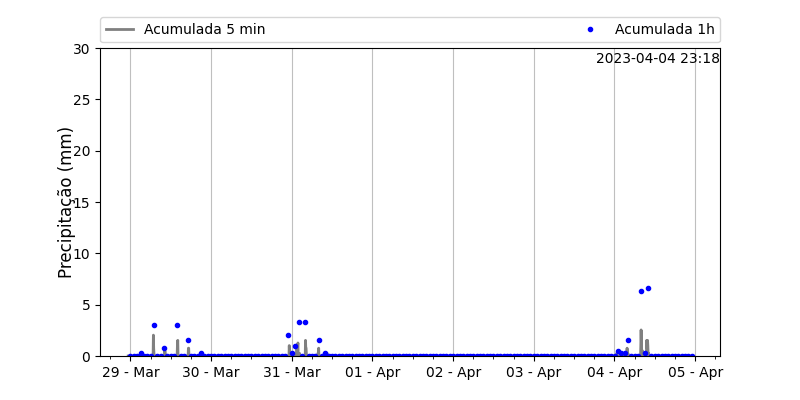 Acumulada 5 min
Acumulada 1h
2023-04-04 23:18
Precipitação (mm)
30
25
20
15
10
5
0
29 - Mar
30 - Mar
31 - Mar
01 - Apr
02 - Apr
03 - Apr
04 - Apr
05 - Apr